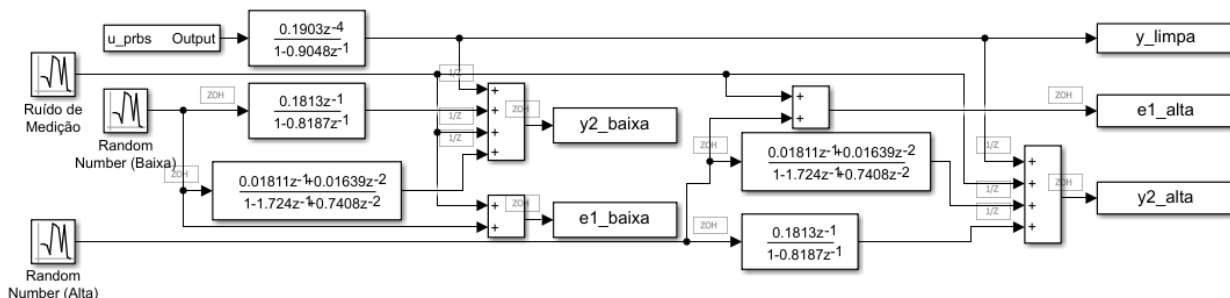 u_prbs Output
0.1903z-4
1-0.9048z-1
y_limpa
Ruído de
Medição
1/Z
ZOH
0.1813z-1
1-0.8187z-1
+
+
+
+
1/Z
1/Z
ZOH
y2_baixa
+
+
ZOH
e1_alta
Random
Number (Baixa)
ZOH
0.01811z-1+0.01639z-2
1-1.724z-1+0.7408z-2
ZOH
0.01811z-1+0.01639z-2
1-1.724z-1+0.7408z-2
1/Z
+
+
+
+
1/Z
1/Z
ZOH
y2_alta
+
+
ZOH
e1_baixa
Random
Number (Alta)
ZOH
0.1813z-1
1-0.8187z-1